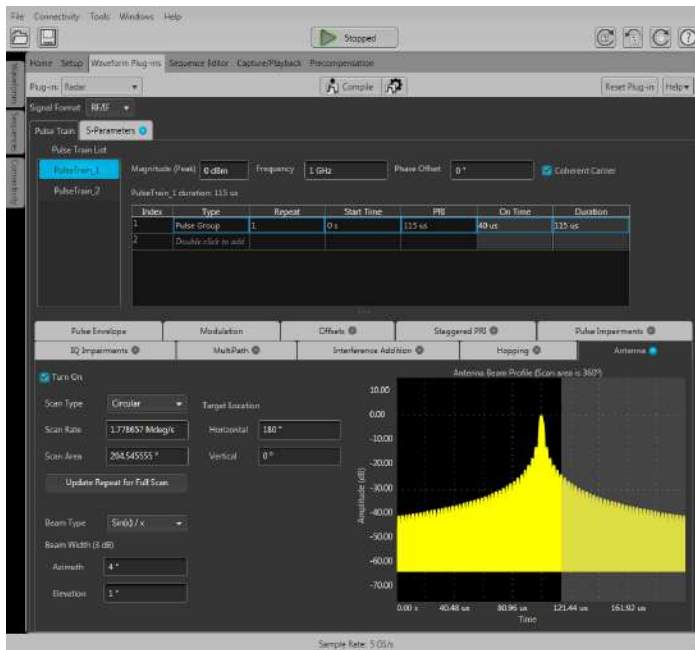 File Connectivity Tools Windows Help
Stopped
Home Setup Waveform Plug-ins Sequence Editor Capture/Playback Precompensation
Waveforms
Sequences
Connectivity
Plug-in: Radar Compile Reset Plug-in Help
Signal Format RF/IF
Pulse Train S-Parameters
Pulse Train List
PulseTrain_1
PulseTrain_2
Magnitude (Peak) 0 dBm Frequency 1 GHz Phase Offset 0° Coherent Carrier
PulseTrain_1 duration: 115 us
Index Type Repeat Start Time PRI On Time Duration
1 Pulse Group 1 0 s 115 us 40 us 115 us
2 Double click to add
Pulse Envelope Modulation Offsets Staggered PRI Pulse Impairments
IQ Impairments MultiPath Interference Addition Hopping Antenna
Turn On
Scan Type Circular Target Location
Scan Rate 1.778657 Mdeg/s Horizontal 180°
Scan Area 204.545555° Vertical 0°
Update Repeat for Full Scan
Beam Type Sin(x) / x
Beam Width (3 dB)
Azimuth 4°
Elevation 1°
Antenna Beam Profile (Scan area is 360°)
Amplitude (dB)
10.00
0.00
-10.00
-20.00
-30.00
-40.00
-50.00
-60.00
-70.00
0.00 s 40.48 us 80.96 us 121.44 us 161.92 us
Time
Sample Rate: 5 GS/s